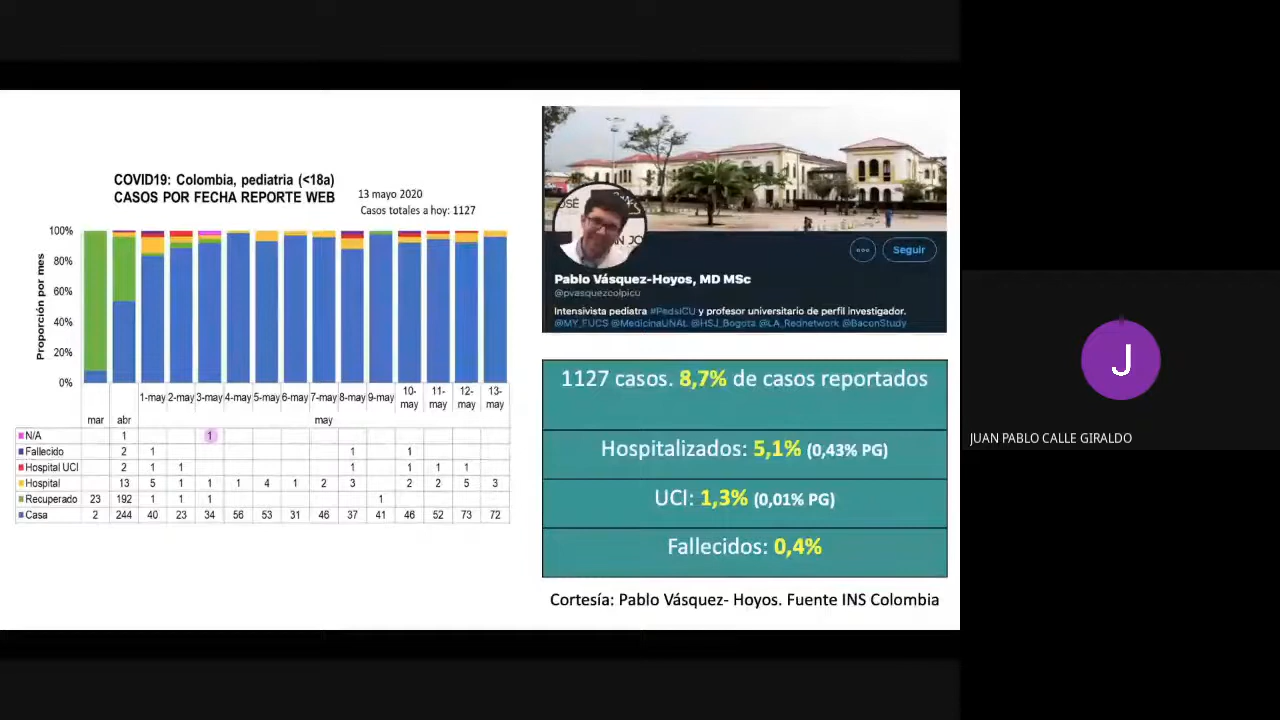 COVID19: Colombia, pediatria (<18a)
CASOS POR FECHA REPORTE WEB
13 mayo 2020
Casos totales a hoy: 1127
Proporción por mes
100%
80%
60%
40%
20%
0%
mar abr 1-may 2-may 3-may 4-may 5-may 6-may 7-may 8-may 9-may 10-may 11-may 12-may 13-may
may
N/A 1 1
Fallecido 2 1 1 1
Hospital UCI 2 1 1 1 1 1 1
Hospital 13 5 1 1 1 4 1 2 3 2 2 5 3
Recuperado 23 192 1 1 1 1
Casa 2 244 40 23 34 56 53 31 46 37 41 46 52 73 72
Seguir
Pablo Vásquez-Hoyos, MD MSc
@pvasquezcolpicu
Intensivista pediatra #PedsICU y profesor universitario de perfil investigador.
@MY_FUCS @MedicinaUNAL @HSJ_Bogota @LA_Rednetwork @BaconStudy
1127 casos. 8,7% de casos reportados
Hospitalizados: 5,1% (0,43% PG)
UCI: 1,3% (0,01% PG)
Fallecidos: 0,4%
Cortesía: Pablo Vásquez- Hoyos. Fuente INS Colombia
J
JUAN PABLO CALLE GIRALDO